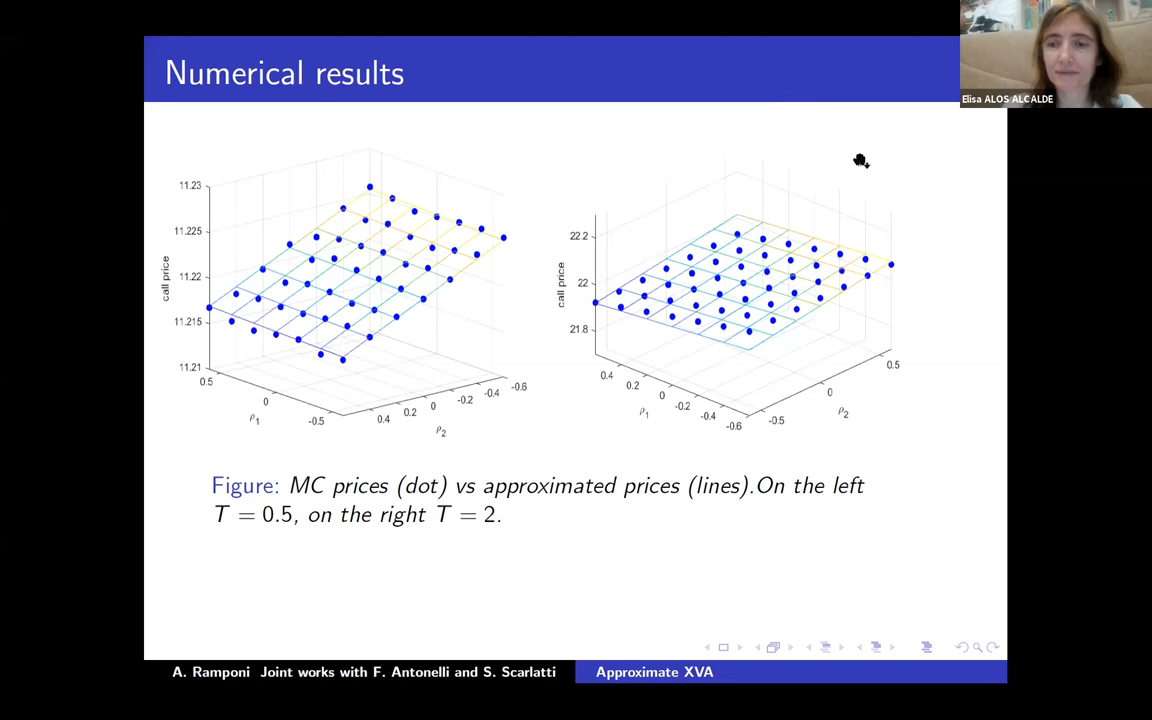 Numerical results
Elisa ALOS ALCALDE
11.23
11.225
11.22
11.215
11.21
call price
0.5
0
-0.5
ρ1
0.4
0.2
0
-0.2
-0.4
-0.6
ρ2
22.2
22
21.8
call price
0.4
0.2
0
-0.2
-0.4
-0.6
ρ1
-0.5
0
0.5
ρ2
Figure: MC prices (dot) vs approximated prices (lines).On the left
T = 0.5, on the right T = 2.
A. Ramponi Joint works with F. Antonelli and S. Scarlatti
Approximate XVA